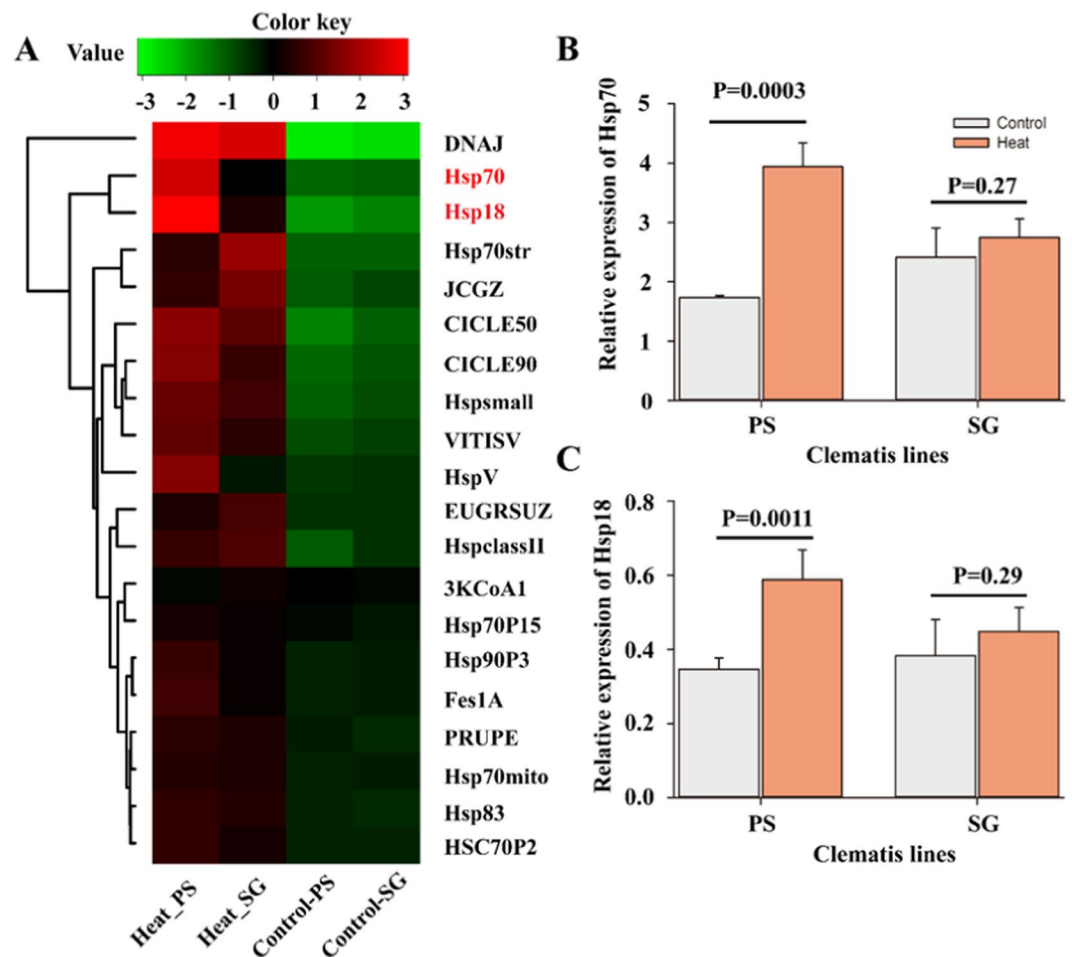 A
Color key
Value
-3 -2 -1 0 1 2 3
DNAJ
Hsp70
Hsp18
Hsp70str
JCGZ
CICLE50
CICLE90
Hspsmall
VITISV
HspV
EUGRSUZ
HspclassII
3KCoA1
Hsp70P15
Hsp90P3
Fes1A
PRUPE
Hsp70mito
Hsp83
HSC70P2
Heat_PS
Heat_SG
Control-PS
Control-SG
B
Relative expression of Hsp70
5
4
3
2
1
0
P=0.0003
Control
Heat
P=0.27
PS
SG
Clematis lines
C
Relative expression of Hsp18
0.8
0.6
0.4
0.2
0.0
P=0.0011
P=0.29
PS
SG
Clematis lines